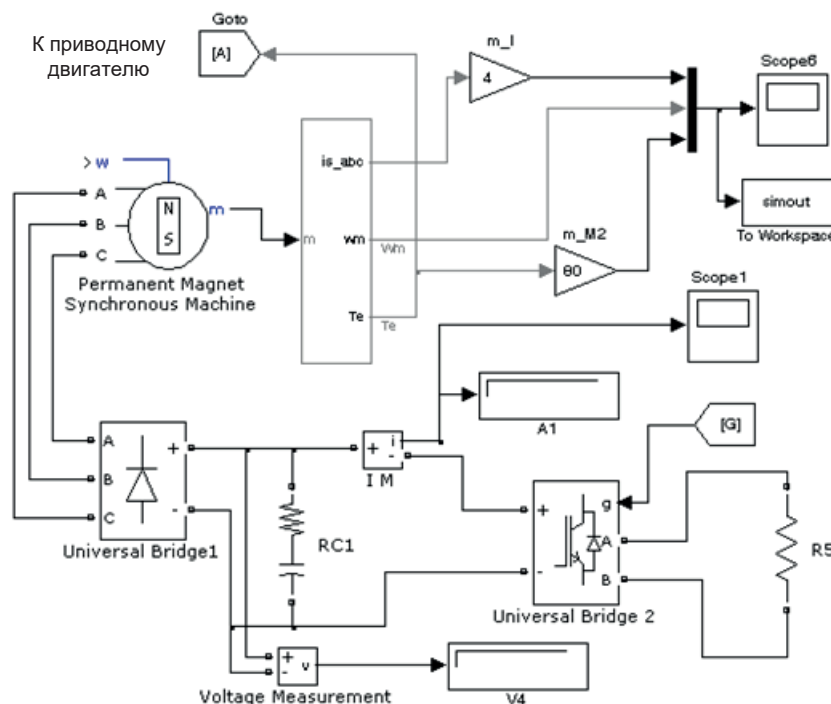 Goto
К приводному
двигателю
[A]
m_I
4
Scope6
is_abc
w
A
B
C
N
S
m
m
wm
Wm
m_M2
80
simout
To Workspace
Permanent Magnet
Synchronous Machine
Te
Te
Scope1
A
B
C
+
-
Universal Bridge1
RC1
+
-
i
I M
A1
[G]
+
-
g
A
B
Universal Bridge 2
R5
+
-
v
Voltage Measurement
V4